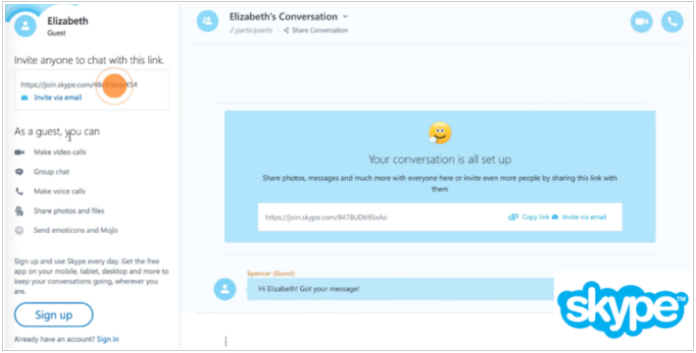 Elizabeth
Guest
Invite anyone to chat with this link.
https://join.skype.com/
Invite via email
As a guest, you can
Make video calls
Group chat
Make voice calls
Share photos and files
Send emoticons and Mojis
Sign up and use Skype every day. Get the free
app on your mobile, tablet, desktop and more to
keep your conversations going, wherever you
are.
Sign up
Already have an account? Sign in
Elizabeth's Conversation
2 participants Share Conversation
Your conversation is all set up
Share photos, messages and much more with everyone here or invite even more people by sharing this link with
them
https://join.skype.com/B478UD69SvAo Copy link Invite via email
Spencer (Guest)
Hi Elizabeth! Got your message!
skype™